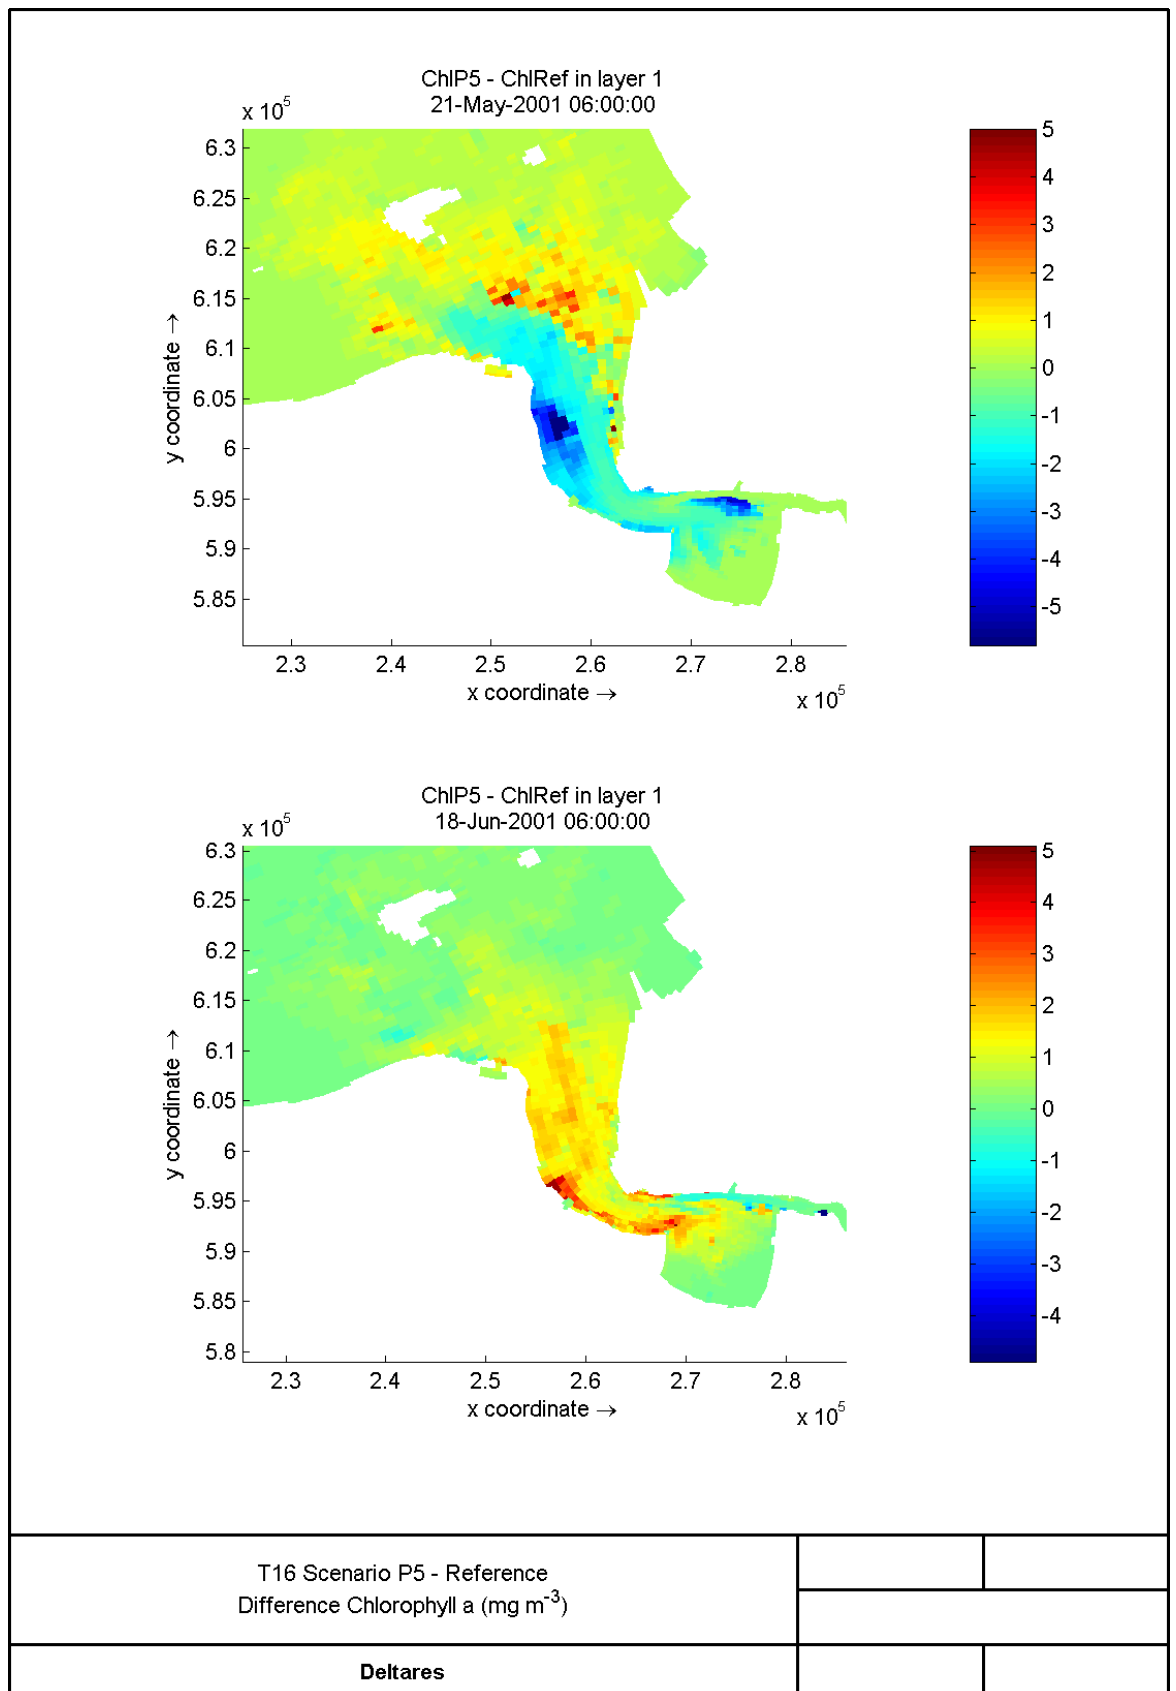 ChlP5 - ChlRef in layer 1
21-May-2001 06:00:00
x 10^5
6.3
6.25
6.2
6.15
6.1
6.05
6
5.95
5.9
5.85
y coordinate →
2.3 2.4 2.5 2.6 2.7 2.8
x coordinate →
x 10^5
5
4
3
2
1
0
-1
-2
-3
-4
-5
ChlP5 - ChlRef in layer 1
18-Jun-2001 06:00:00
x 10^5
6.3
6.25
6.2
6.15
6.1
6.05
6
5.95
5.9
5.85
5.8
y coordinate →
2.3 2.4 2.5 2.6 2.7 2.8
x coordinate →
x 10^5
5
4
3
2
1
0
-1
-2
-3
-4
T16 Scenario P5 - Reference
Difference Chlorophyll a (mg m^-3)
Deltares